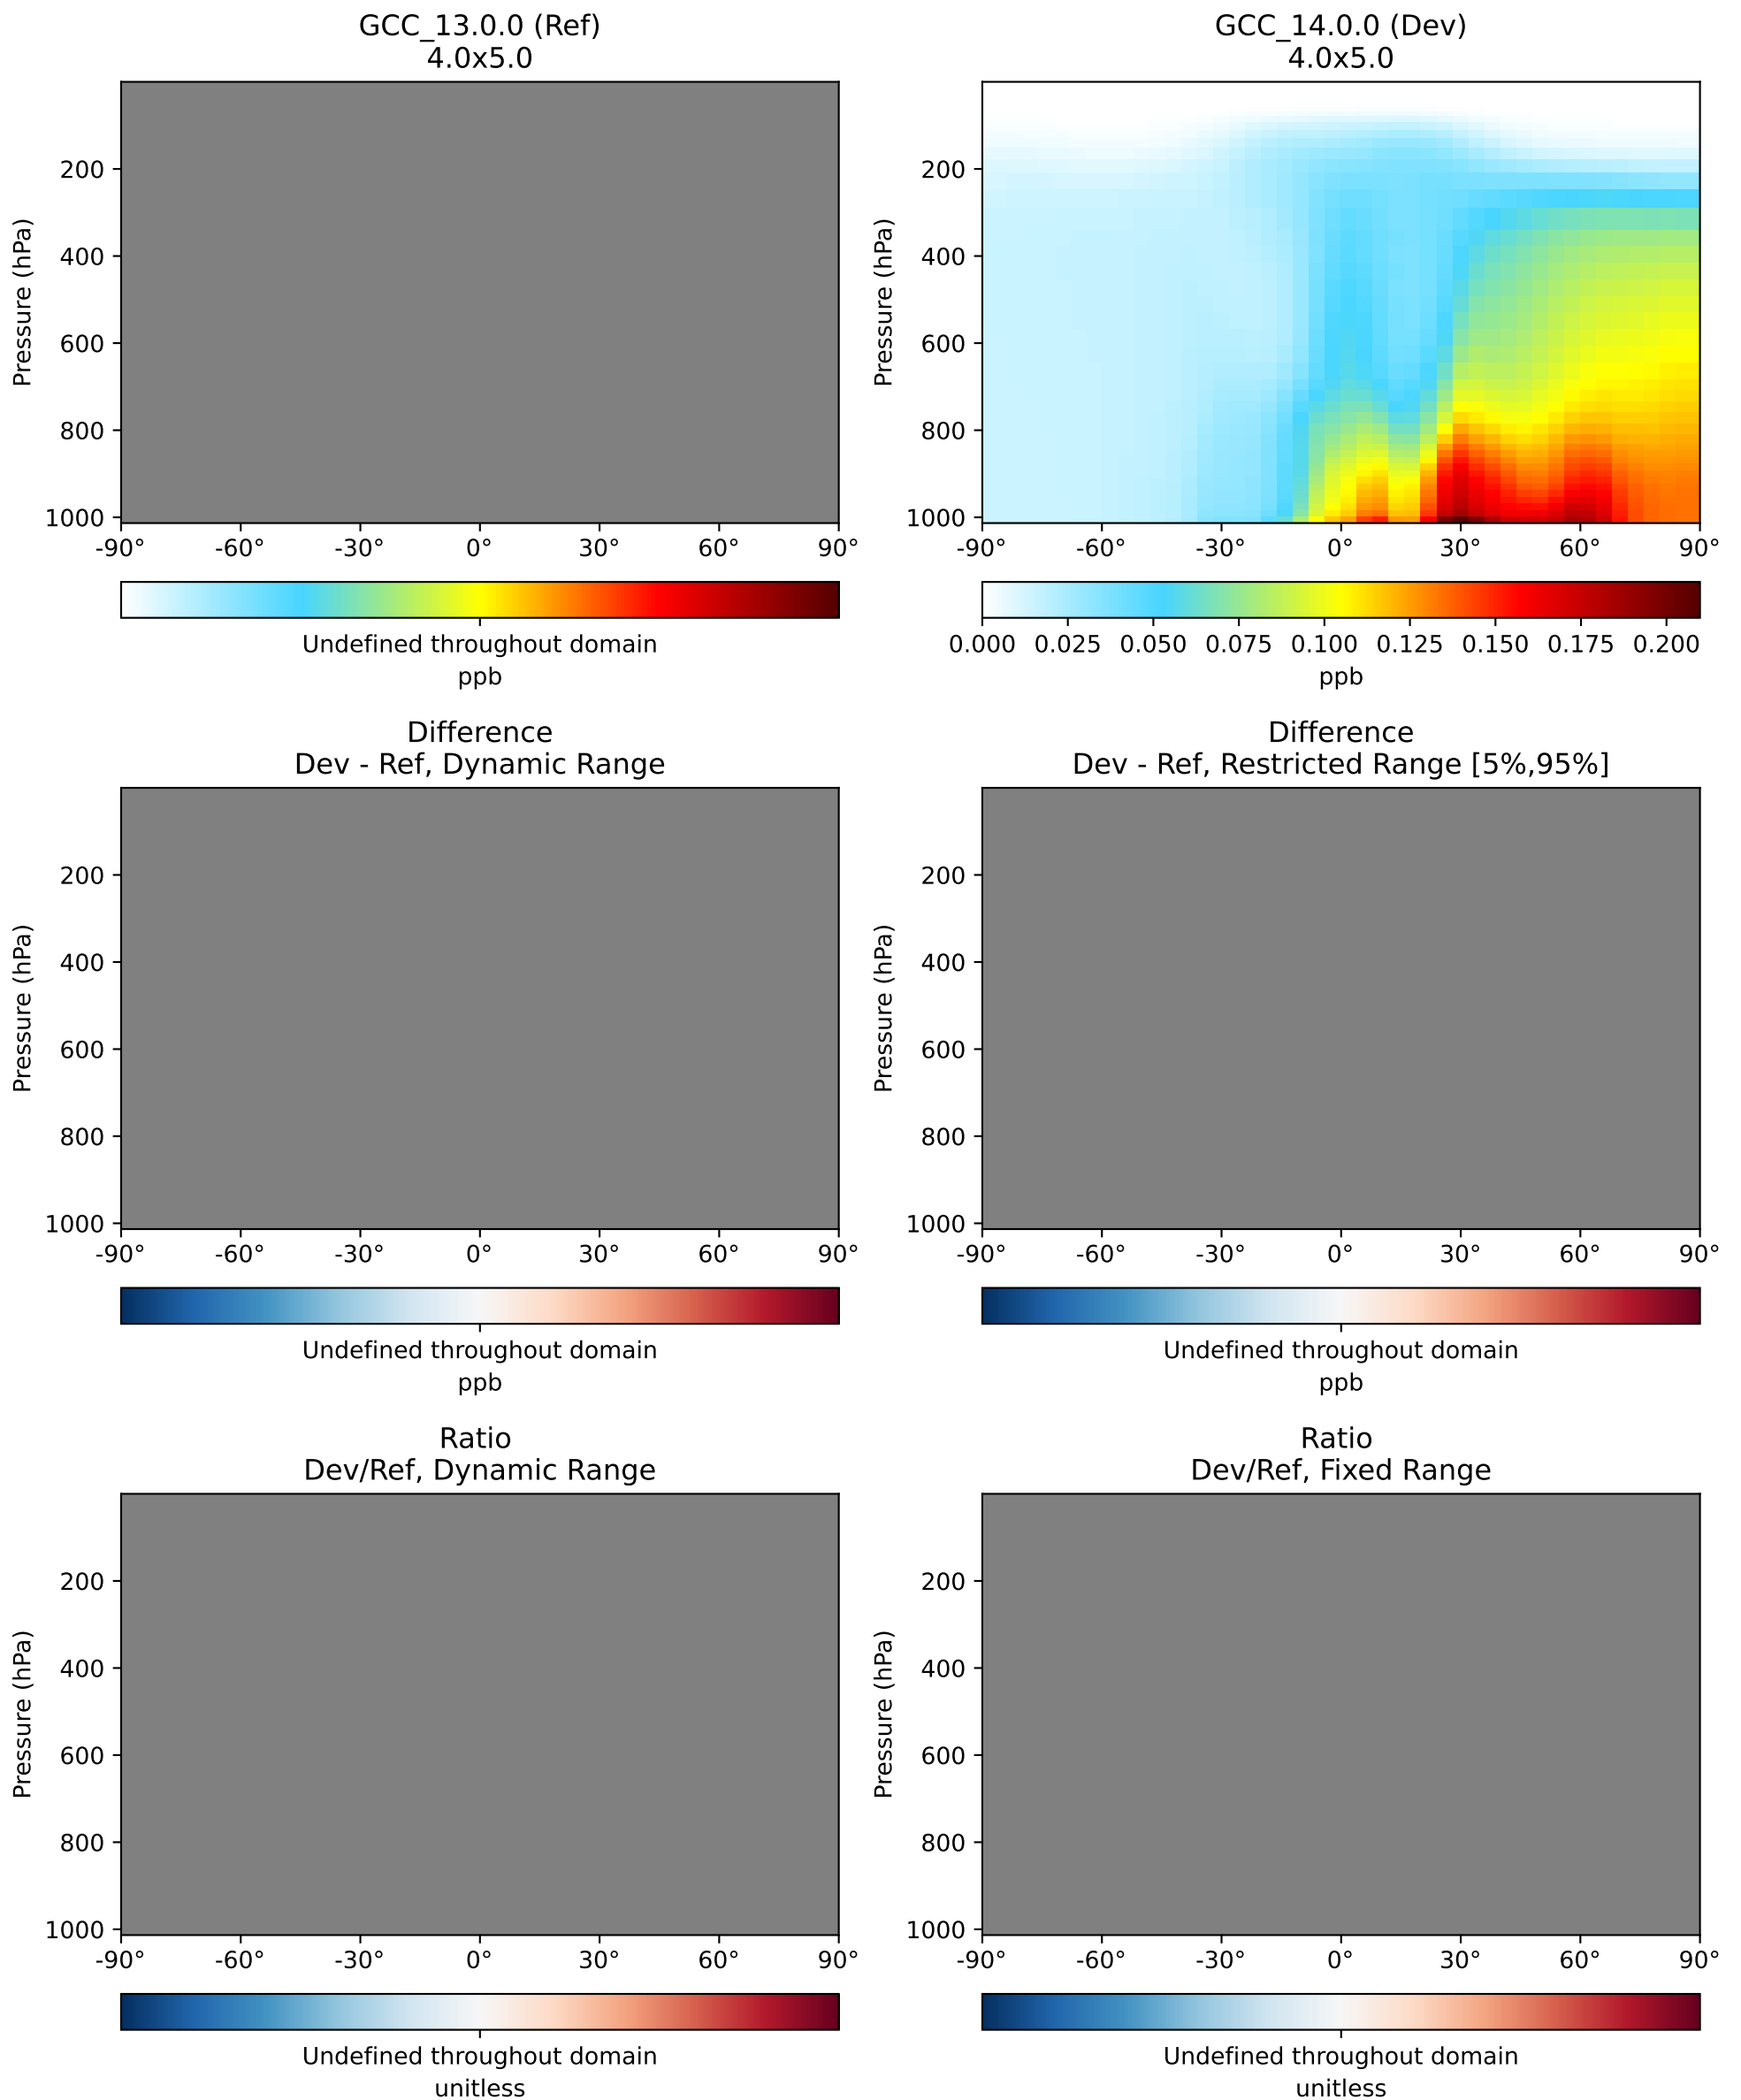 GCC_13.0.0 (Ref)
4.0x5.0
Pressure (hPa)
200
400
600
800
1000
-90° -60° -30° 0° 30° 60° 90°
Undefined throughout domain
ppb
GCC_14.0.0 (Dev)
4.0x5.0
Pressure (hPa)
200
400
600
800
1000
-90° -60° -30° 0° 30° 60° 90°
0.000 0.025 0.050 0.075 0.100 0.125 0.150 0.175 0.200
ppb
Difference
Dev - Ref, Dynamic Range
Pressure (hPa)
200
400
600
800
1000
-90° -60° -30° 0° 30° 60° 90°
Undefined throughout domain
ppb
Difference
Dev - Ref, Restricted Range [5%,95%]
Pressure (hPa)
200
400
600
800
1000
-90° -60° -30° 0° 30° 60° 90°
Undefined throughout domain
ppb
Ratio
Dev/Ref, Dynamic Range
Pressure (hPa)
200
400
600
800
1000
-90° -60° -30° 0° 30° 60° 90°
Undefined throughout domain
unitless
Ratio
Dev/Ref, Fixed Range
Pressure (hPa)
200
400
600
800
1000
-90° -60° -30° 0° 30° 60° 90°
Undefined throughout domain
unitless